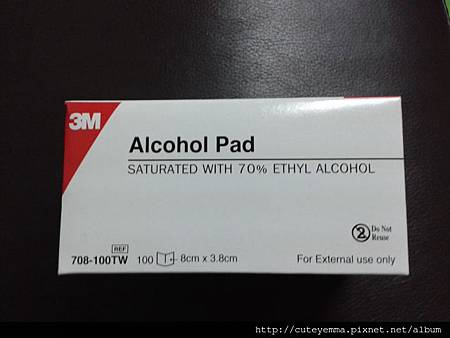 3M
Alcohol Pad
SATURATED WITH 70% ETHYL ALCOHOL
2 Do Not
Reuse
REF
708-100TW 100 8cm x 3.8cm For External use only
http://cuteyemma.pixnet.net/album